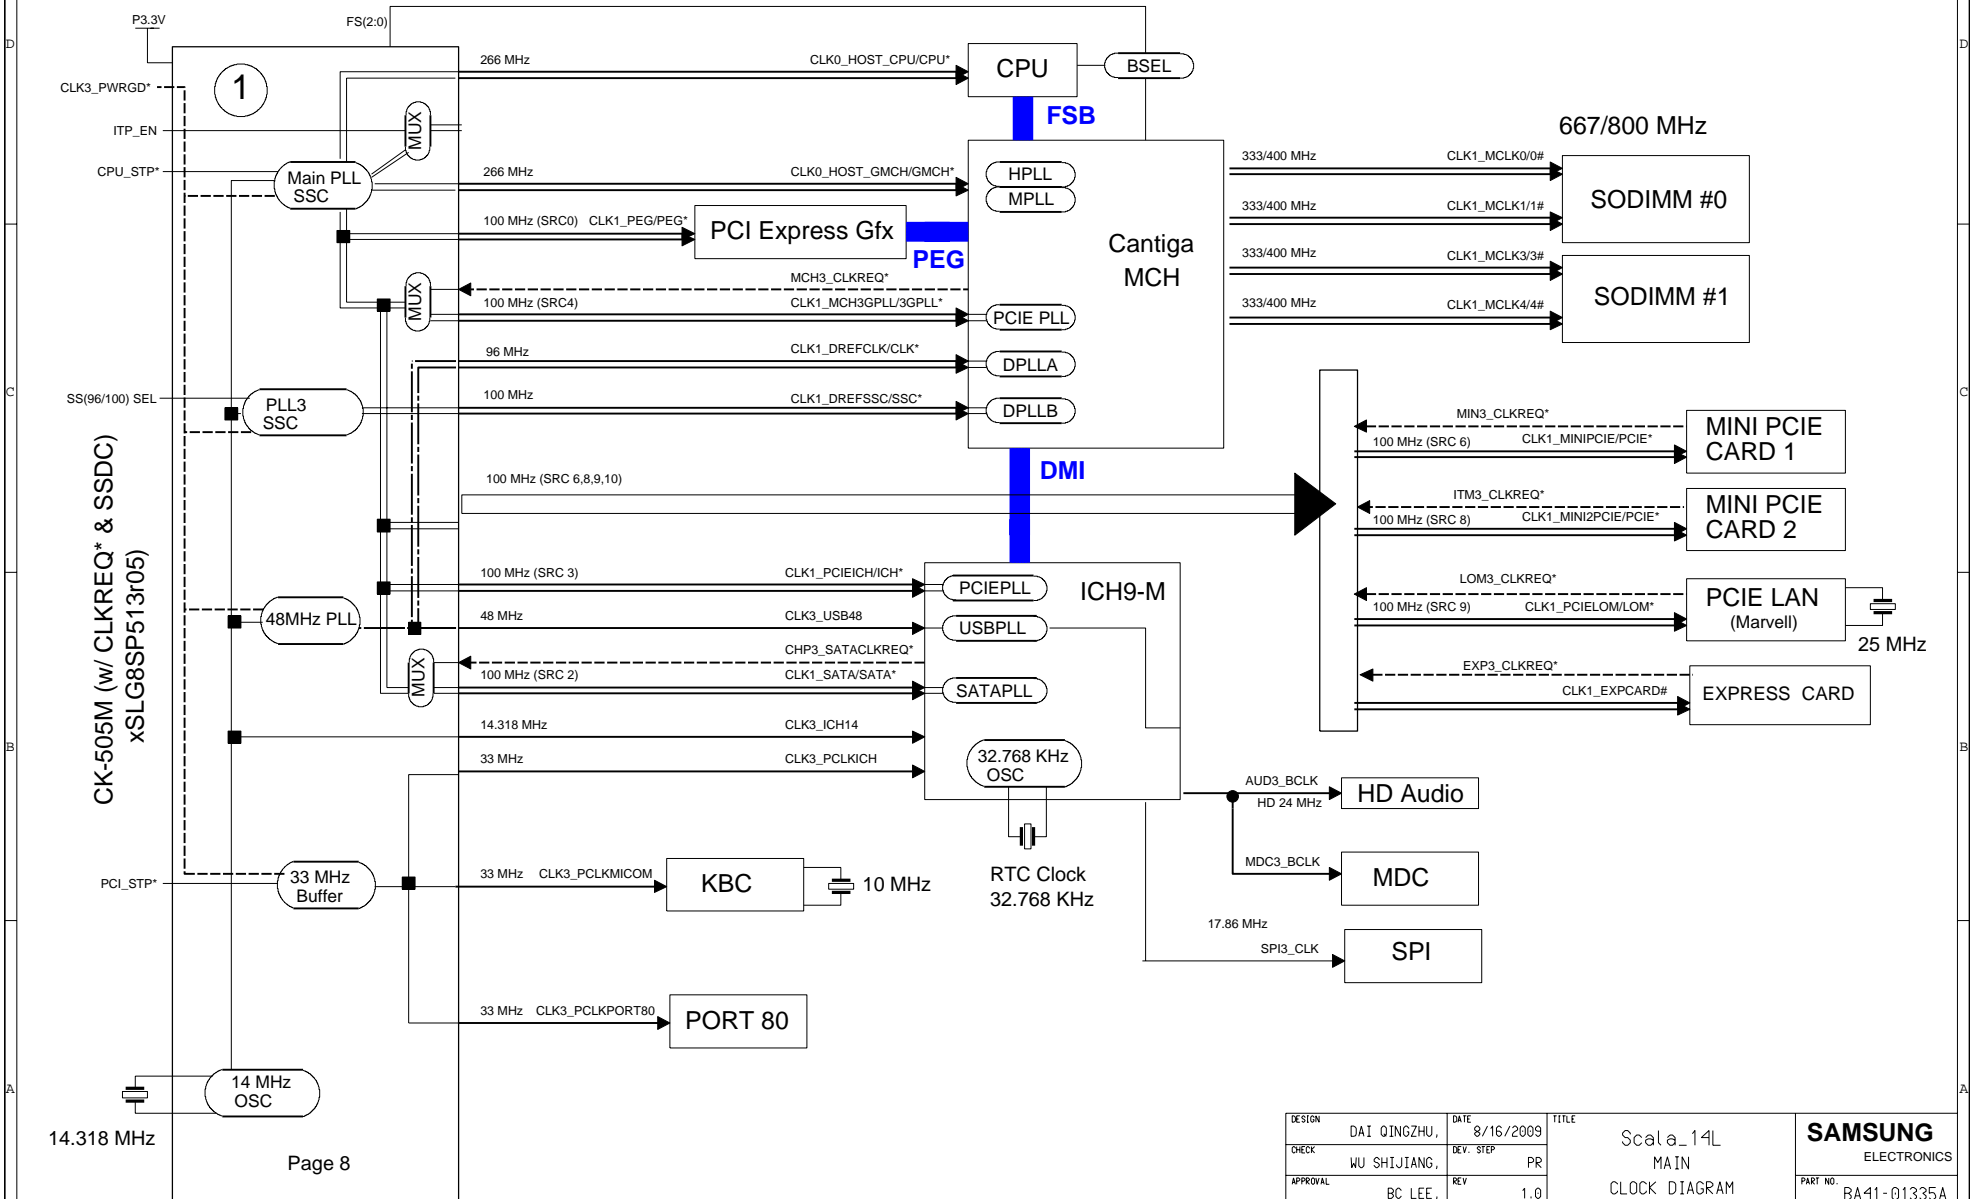 P3.3V
FS(2:0)
D
D
1
266 MHz
CLK0_HOST_CPU/CPU*
CPU
BSEL
CLK3_PWRGD*
FSB
ITP_EN
MUX
667/800 MHz
CPU_STP*
Main PLL
SSC
266 MHz
CLK0_HOST_GMCH/GMCH*
HPLL
MPLL
333/400 MHz
CLK1_MCLK0/0#
333/400 MHz
CLK1_MCLK1/1#
SODIMM #0
100 MHz (SRC0)
CLK1_PEG/PEG*
PCI Express Gfx
PEG
Cantiga
MCH
333/400 MHz
CLK1_MCLK3/3#
333/400 MHz
CLK1_MCLK4/4#
SODIMM #1
MUX
MCH3_CLKREQ*
100 MHz (SRC4)
CLK1_MCH3GPLL/3GPLL*
PCIE PLL
96 MHz
CLK1_DREFCLK/CLK*
DPLLA
C
C
SS(96/100) SEL
PLL3
SSC
100 MHz
CLK1_DREFSSC/SSC*
DPLLB
MIN3_CLKREQ*
100 MHz (SRC 6)
CLK1_MINIPCIE/PCIE*
MINI PCIE
CARD 1
CK-505M (w/ CLKREQ* & SSDC)
xSLG8SP513r05)
DMI
100 MHz (SRC 6,8,9,10)
ITM3_CLKREQ*
100 MHz (SRC 8)
CLK1_MINI2PCIE/PCIE*
MINI PCIE
CARD 2
100 MHz (SRC 3)
CLK1_PCIEICH/ICH*
PCIEPLL
ICH9-M
LOM3_CLKREQ*
100 MHz (SRC 9)
CLK1_PCIELOM/LOM*
PCIE LAN
(Marvell)
25 MHz
48MHz PLL
48 MHz
CLK3_USB48
USBPLL
MUX
CHP3_SATACLKREQ*
100 MHz (SRC 2)
CLK1_SATA/SATA*
SATAPLL
EXP3_CLKREQ*
CLK1_EXPCARD#
EXPRESS CARD
B
B
14.318 MHz
CLK3_ICH14
33 MHz
CLK3_PCLKICH
32.768 KHz
OSC
AUD3_BCLK
HD 24 MHz
HD Audio
RTC Clock
32.768 KHz
MDC3_BCLK
MDC
PCI_STP*
33 MHz
Buffer
33 MHz
CLK3_PCLKMICOM
KBC
10 MHz
17.86 MHz
SPI3_CLK
SPI
33 MHz
CLK3_PCLKPORT80
PORT 80
A
A
14 MHz
OSC
14.318 MHz
Page 8
DESIGN
DAI QINGZHU,
DATE
8/16/2009
TITLE
Scala_14L
MAIN
CLOCK DIAGRAM
SAMSUNG
ELECTRONICS
CHECK
WU SHIJIANG,
DEV. STEP
PR
APPROVAL
BC LEE,
REV
1.0
PART NO.
BA41-01335A